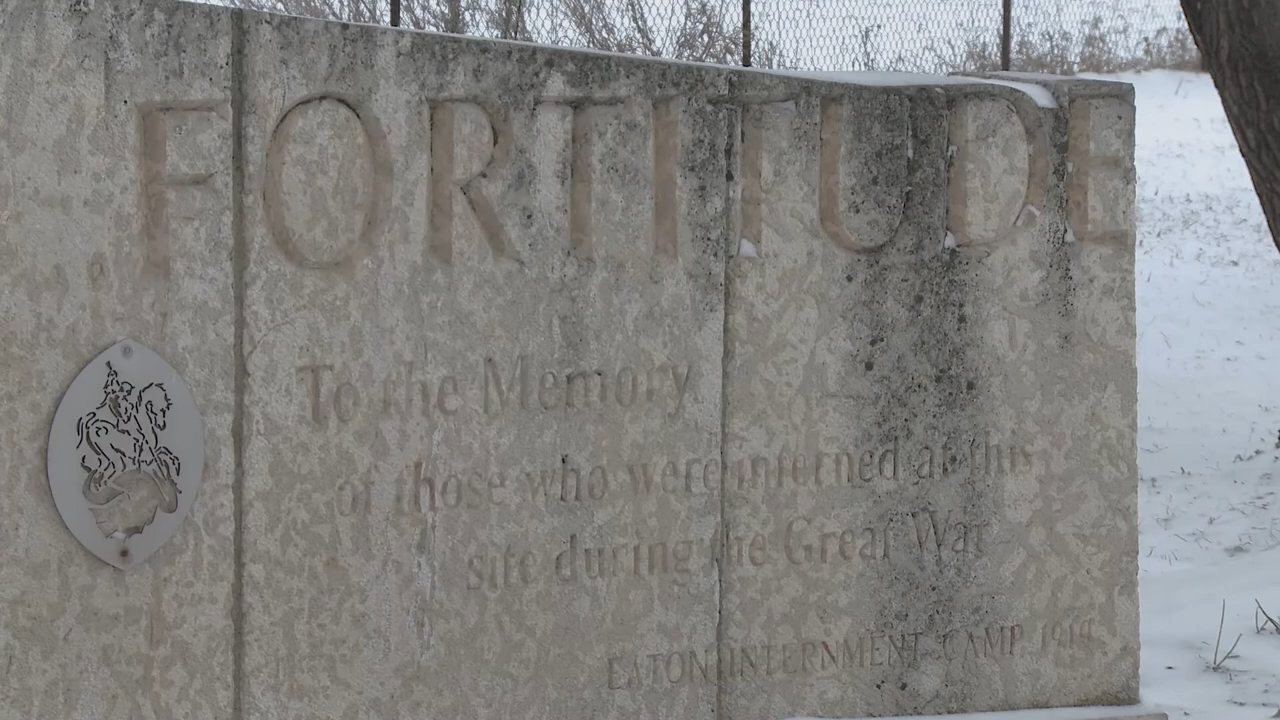 FORTITUDE
To the Memory
of those who were interned at this
site during the Great War
EATON INTERNMENT CAMP 1919